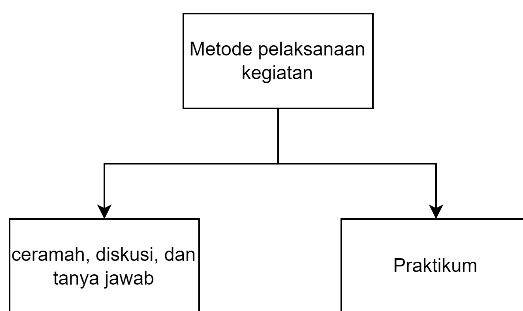 Metode pelaksanaan
kegiatan
ceramah, diskusi, dan
tanya jawab
Praktikum